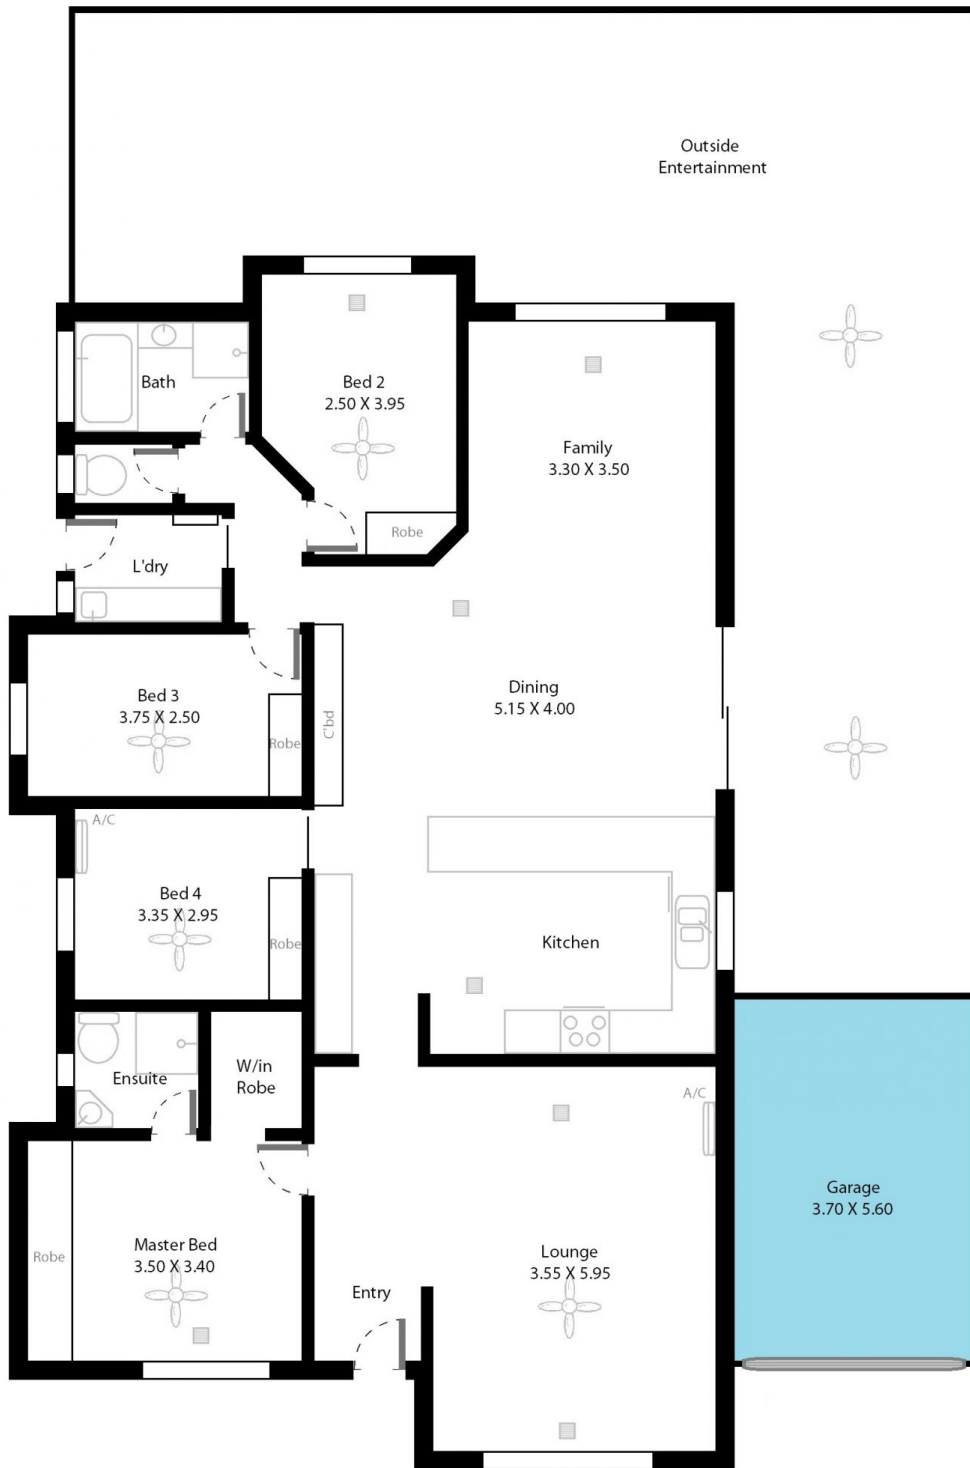 Outside
Entertainment
Bath
Bed 2
2.50 X 3.95
Family
3.30 X 3.50
Robe
L'dry
Bed 3
3.75 X 2.50
Robe
C'bd
Dining
5.15 X 4.00
A/C
Bed 4
3.35 X 2.95
Robe
Kitchen
Ensuite
W/in
Robe
A/C
Garage
3.70 X 5.60
Robe
Master Bed
3.50 X 3.40
Lounge
3.55 X 5.95
Entry